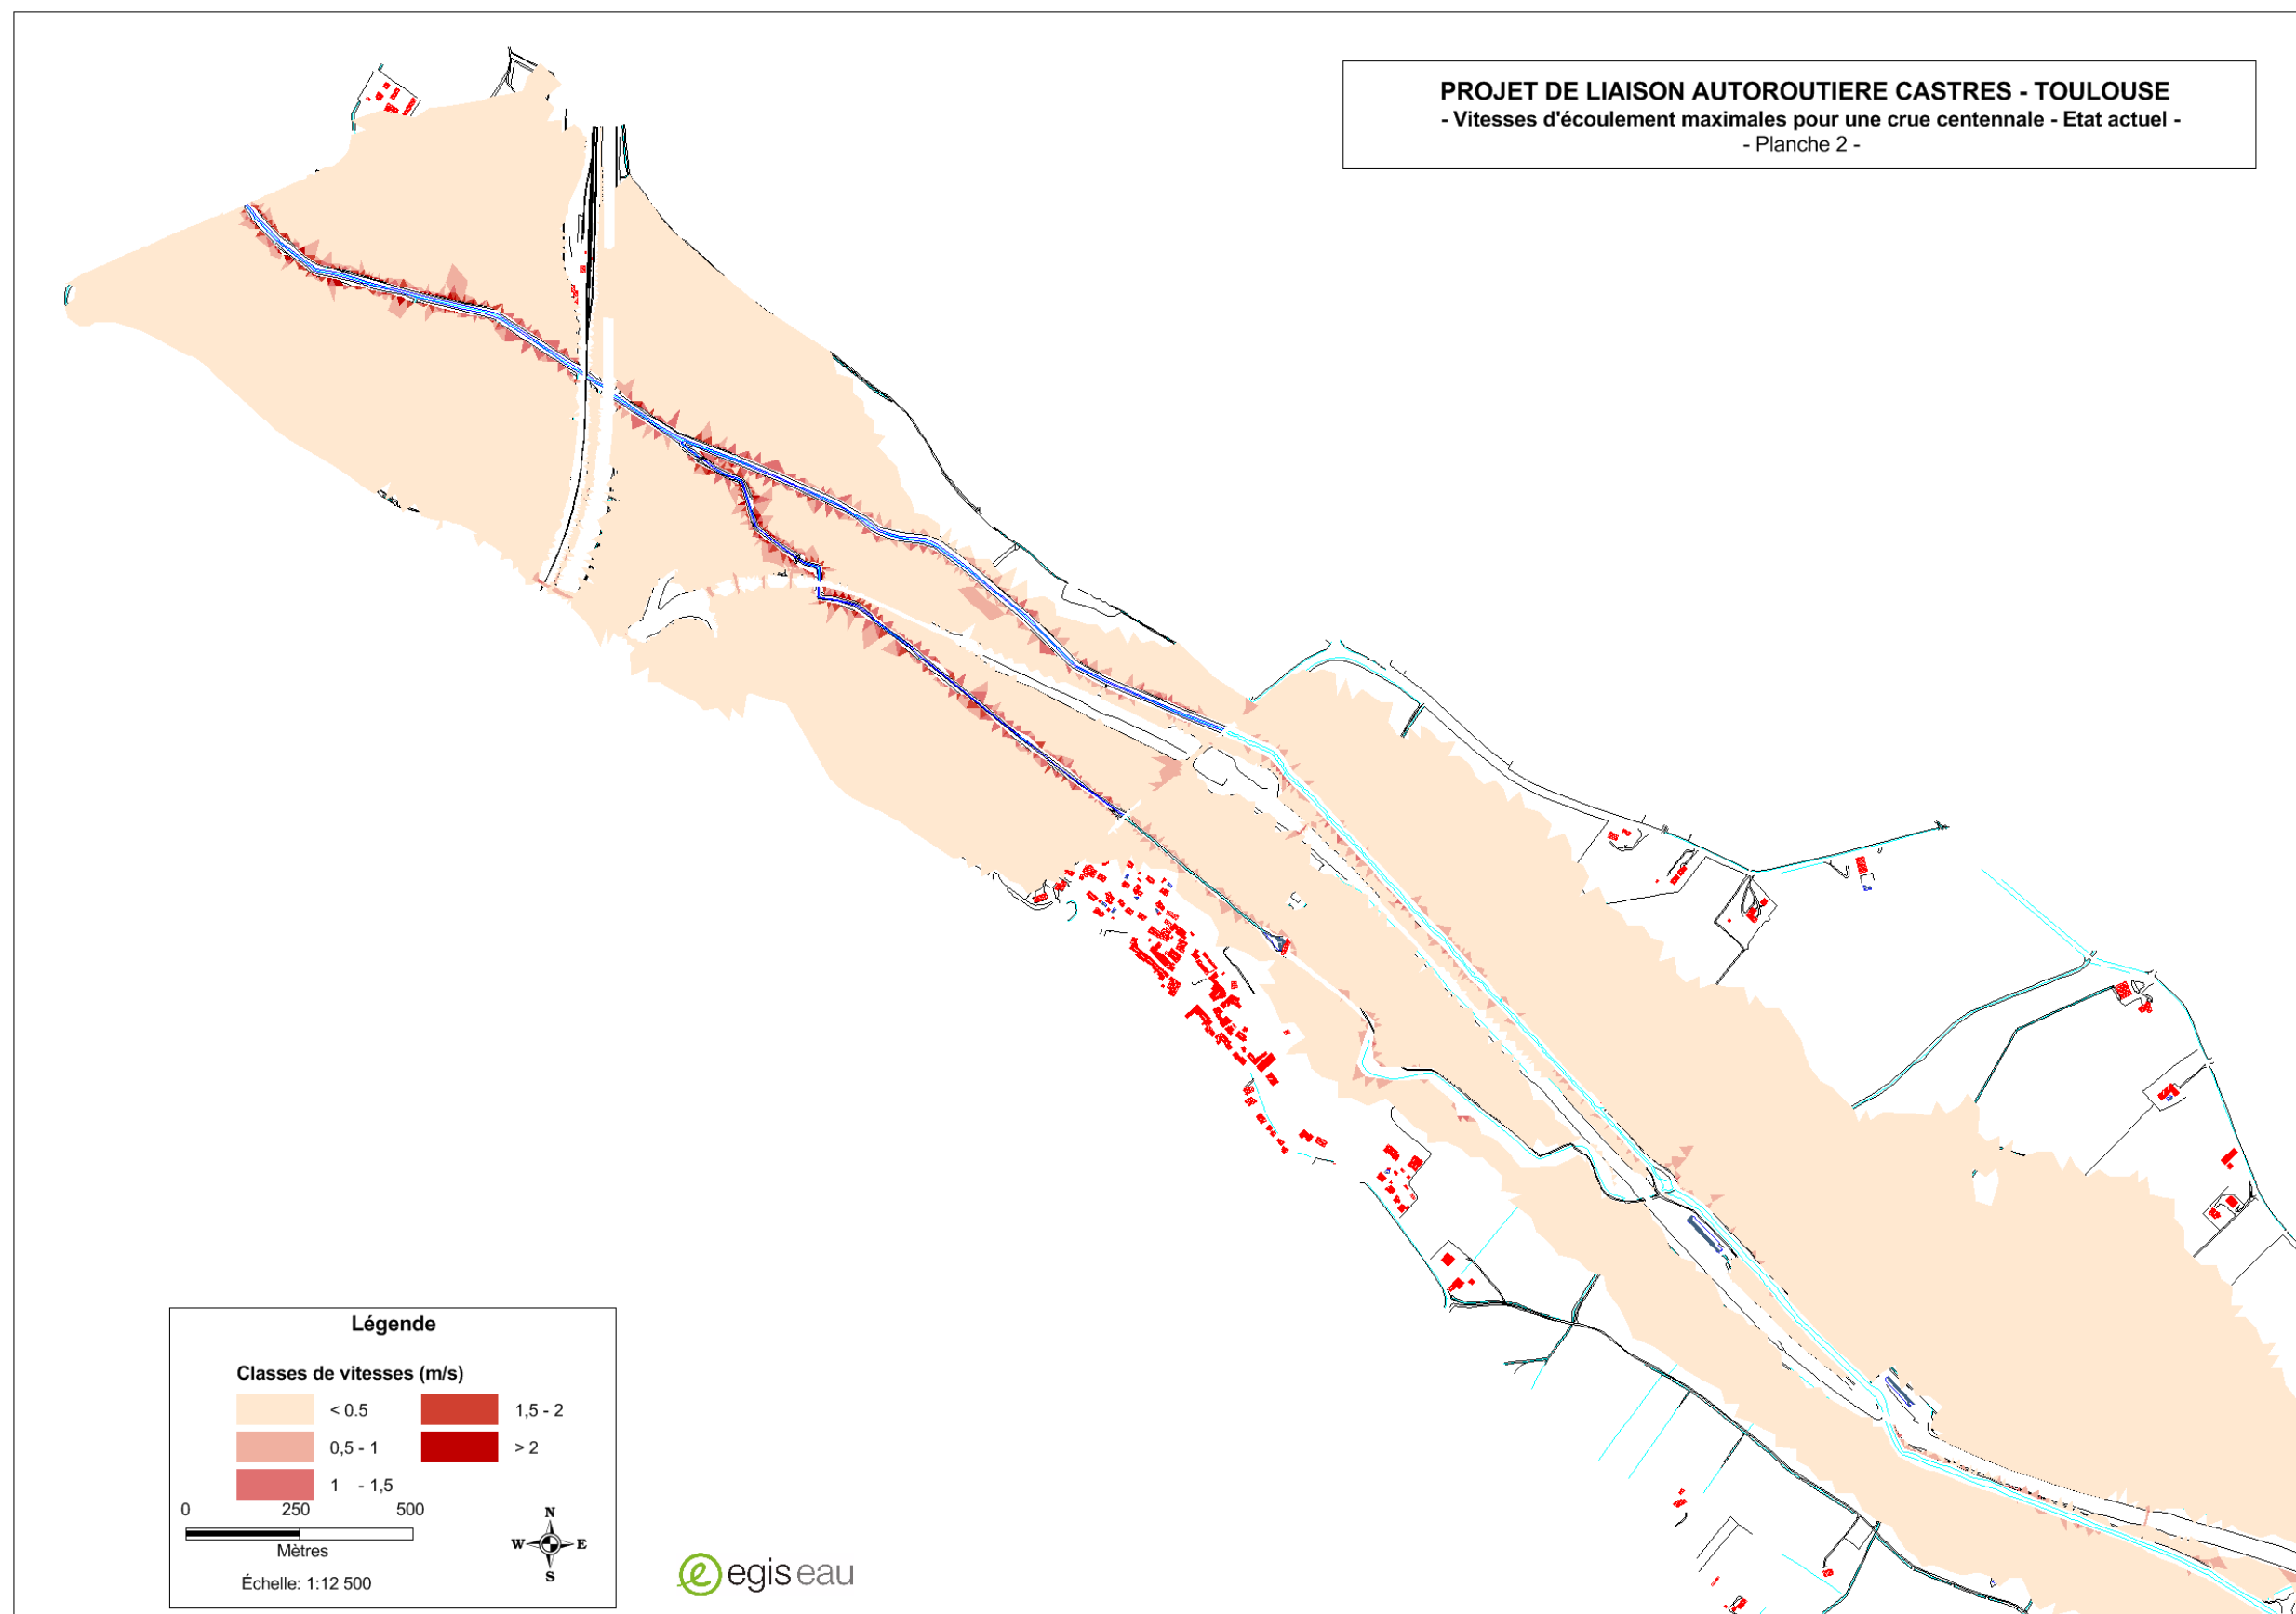 PROJET DE LIAISON AUTOROUTIERE CASTRES - TOULOUSE
- Vitesses d'écoulement maximales pour une crue centennale - Etat actuel -
- Planche 2 -
Légende
Classes de vitesses (m/s)
< 0.5
1,5 - 2
0,5 - 1
> 2
1 - 1,5
0 250 500
Mètres
Échelle: 1:12 500
N
W E
S
egis eau